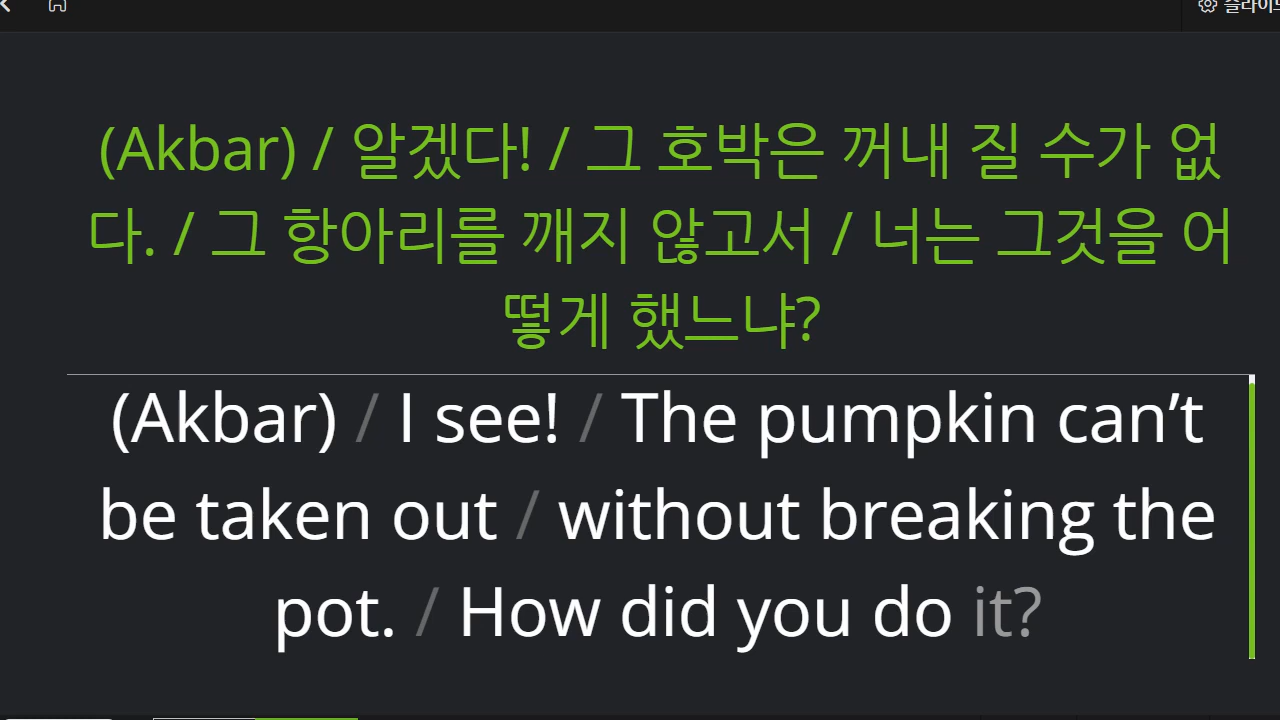 (Akbar) / 알겠다! / 그 호박은 꺼내 질 수가 없
다. / 그 항아리를 깨지 않고서 / 너는 그것을 어
떻게 했느냐?
(Akbar) / I see! / The pumpkin can’t
be taken out / without breaking the
pot. / How did you do it?